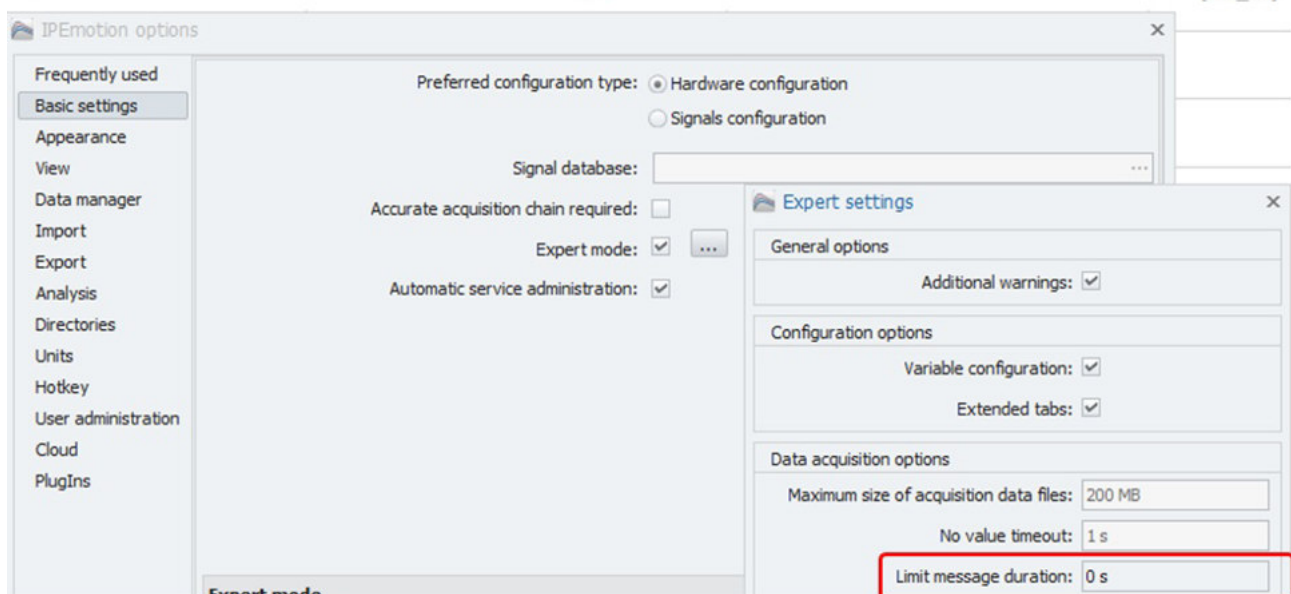 IPEmotion options
Frequently used
Basic settings
Appearance
View
Data manager
Import
Export
Analysis
Directories
Units
Hotkey
User administration
Cloud
PlugIns
Preferred configuration type: Hardware configuration
Signals configuration
Signal database: ...
Accurate acquisition chain required:
Expert mode: ...
Automatic service administration:
Expert mode
Expert settings
General options
Additional warnings:
Configuration options
Variable configuration:
Extended tabs:
Data acquisition options
Maximum size of acquisition data files: 200 MB
No value timeout: 1 s
Limit message duration: 0 s